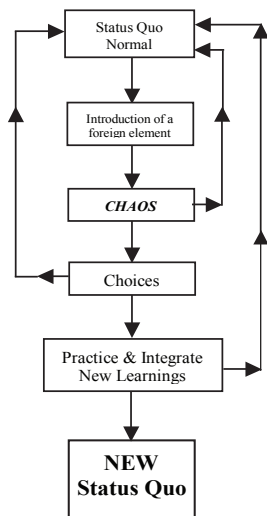 Status Quo
Normal
Introduction of a
foreign element
CHAOS
Choices
Practice & Integrate
New Learnings
NEW
Status Quo